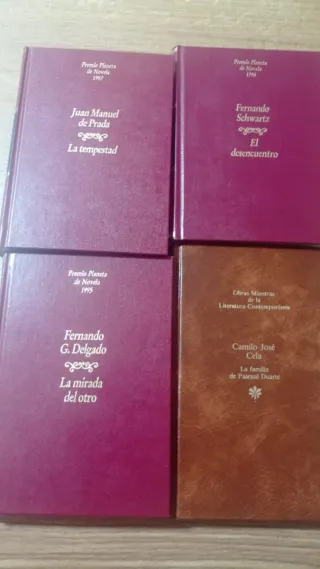 Premio Planeta
de Novela
1997
Juan Manuel
de Prada
La tempestad
Premio Planeta
de Novela
1996
Fernando
Schwartz
El
desencuentro
Premio Planeta
de Novela
1995
Fernando
G. Delgado
La mirada
del otro
Obras Maestras
de la
Literatura Contemporánea
Camilo José
Cela
La familia
de Pascual Duarte